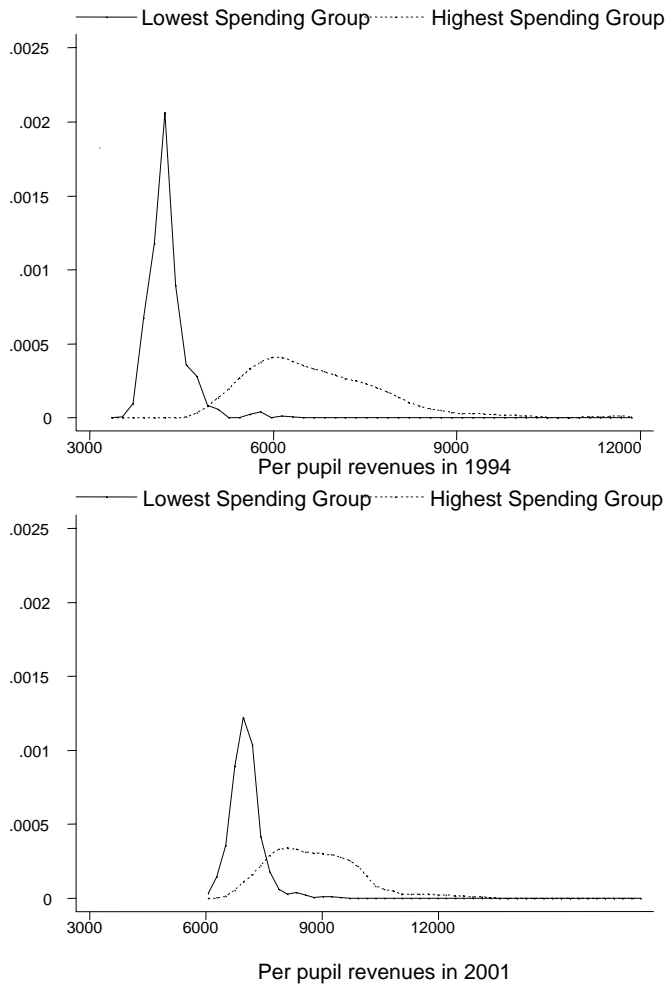 Lowest Spending Group Highest Spending Group
.0025
.002
.0015
.001
.0005
0
3000 6000 9000 12000
Per pupil revenues in 1994
Lowest Spending Group Highest Spending Group
.0025
.002
.0015
.001
.0005
0
3000 6000 9000 12000
Per pupil revenues in 2001